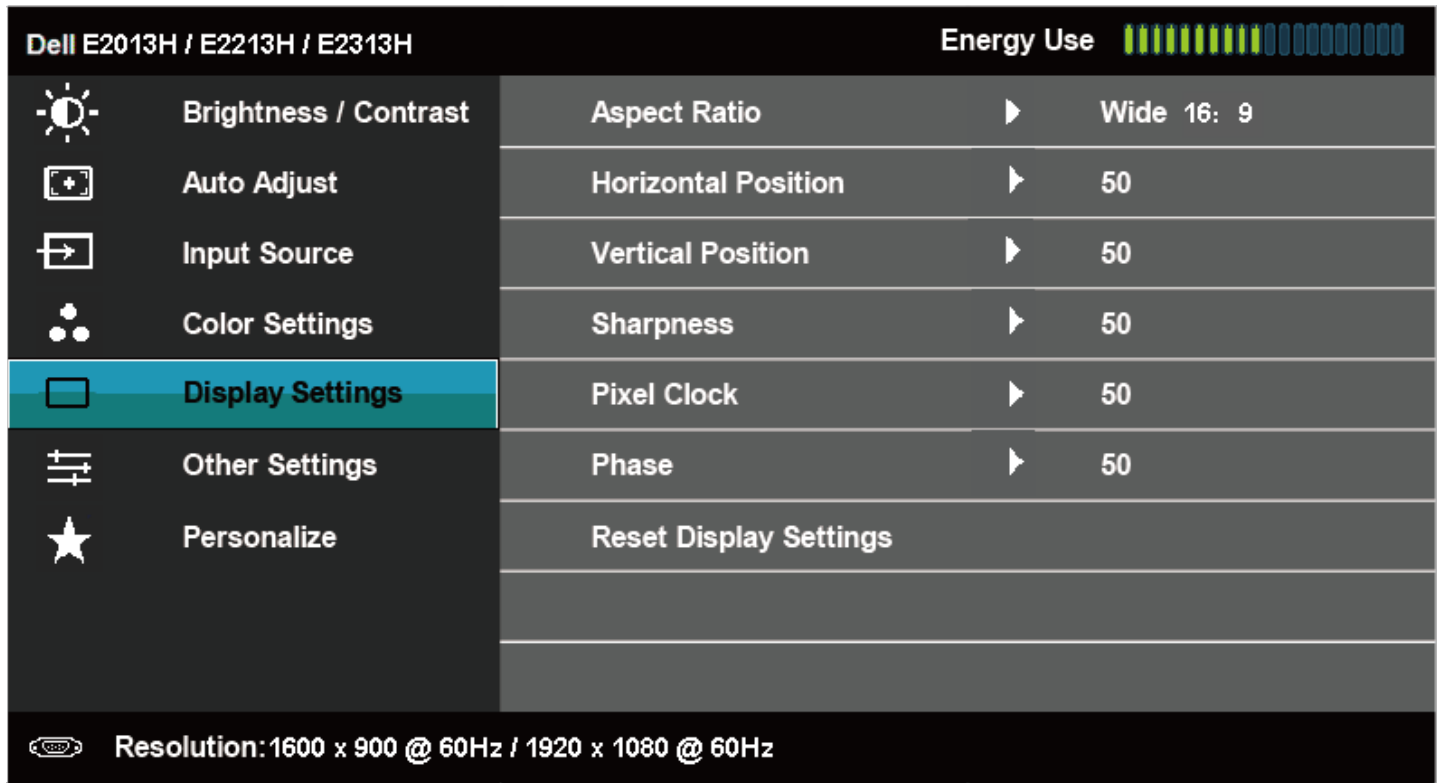 Dell E2013H / E2213H / E2313H
Energy Use
Brightness / Contrast
Auto Adjust
Input Source
Color Settings
Display Settings
Other Settings
Personalize
Aspect Ratio Wide 16: 9
Horizontal Position 50
Vertical Position 50
Sharpness 50
Pixel Clock 50
Phase 50
Reset Display Settings
Resolution: 1600 x 900 @ 60Hz / 1920 x 1080 @ 60Hz